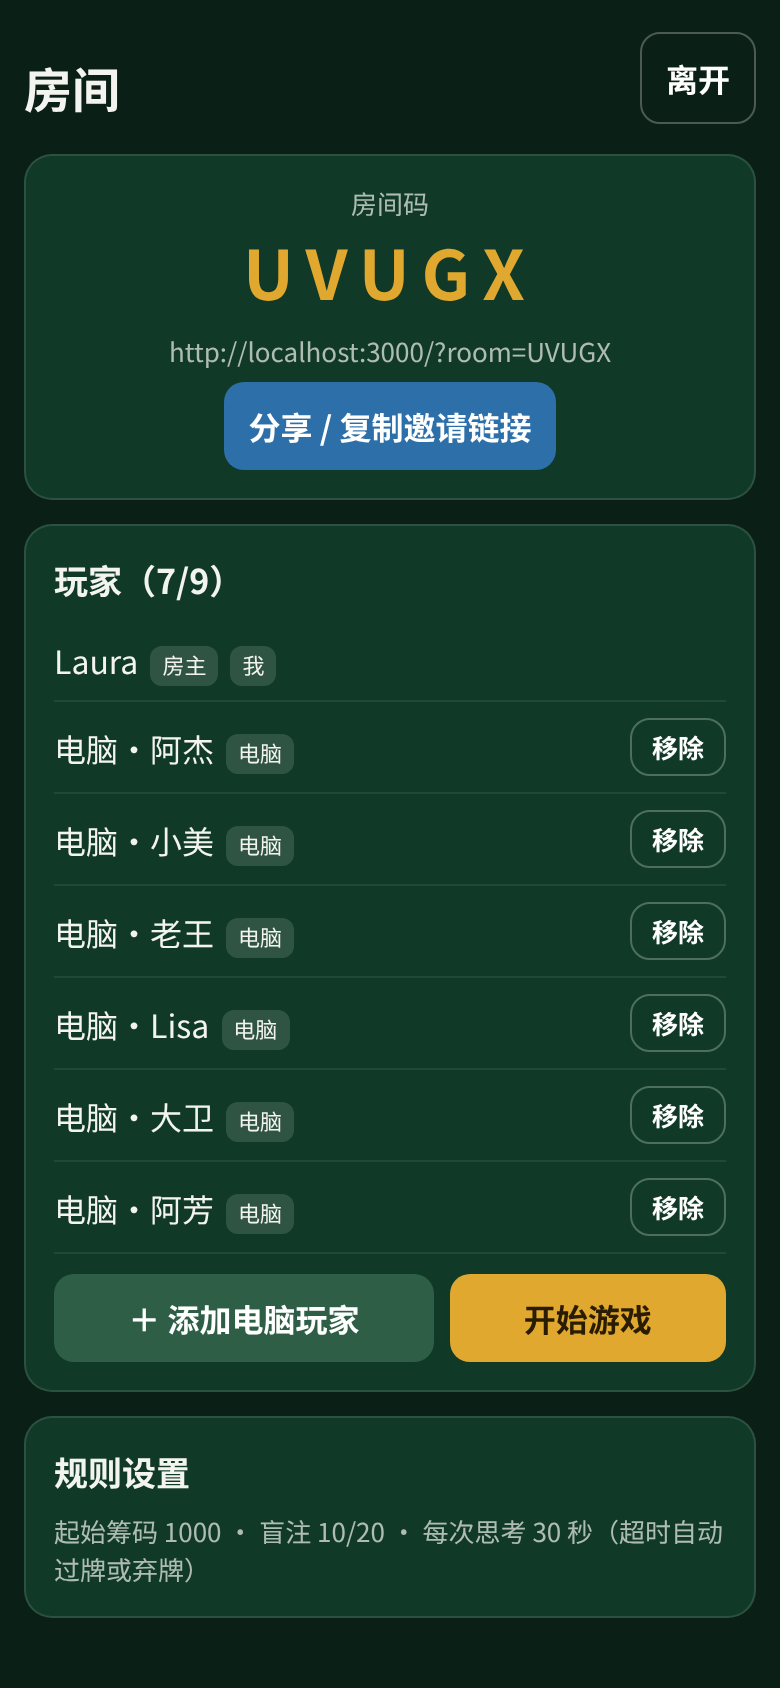 房间
离开
房间码
UVUGX
http://localhost:3000/?room=UVUGX
分享 / 复制邀请链接
玩家（7/9）
Laura 房主 我
电脑・阿杰 电脑 移除
电脑・小美 电脑 移除
电脑・老王 电脑 移除
电脑・Lisa 电脑 移除
电脑・大卫 电脑 移除
电脑・阿芳 电脑 移除
＋ 添加电脑玩家 开始游戏
规则设置
起始筹码 1000 ・ 盲注 10/20 ・ 每次思考 30 秒（超时自动
过牌或弃牌）